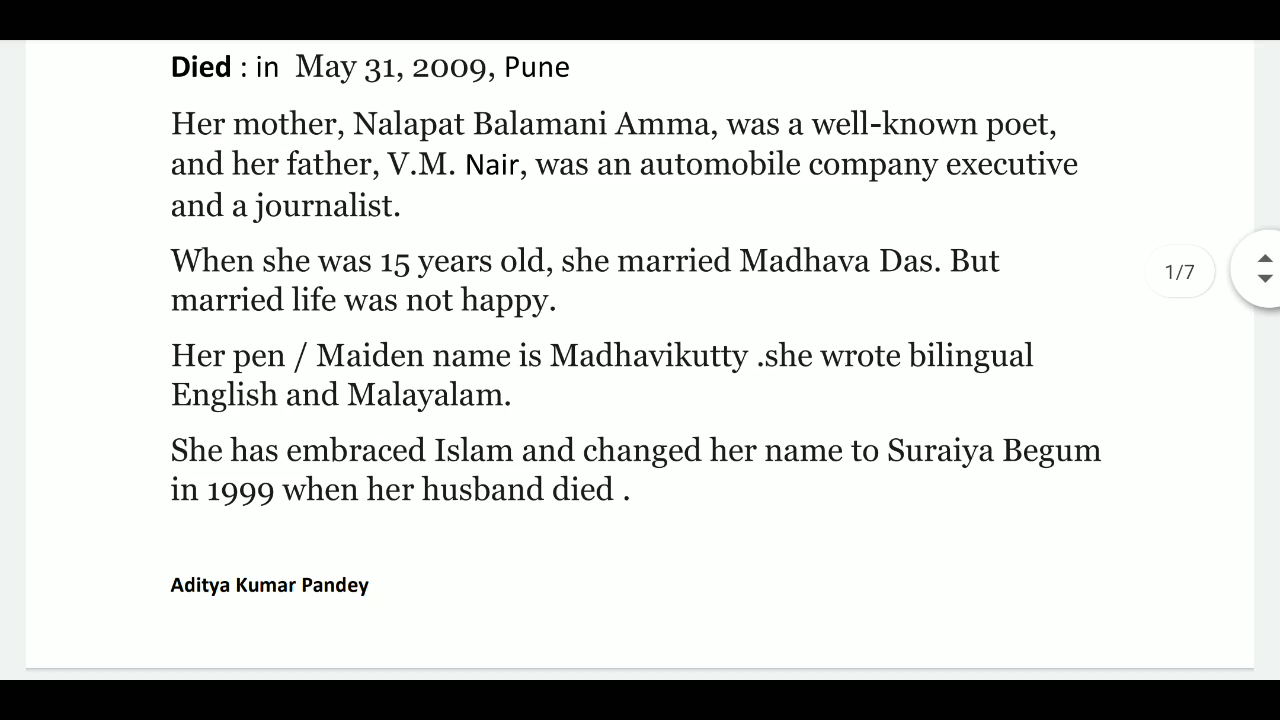 Died : in May 31, 2009, Pune
Her mother, Nalapat Balamani Amma, was a well-known poet,
and her father, V.M. Nair, was an automobile company executive
and a journalist.
When she was 15 years old, she married Madhava Das. But
married life was not happy.
1/7
Her pen / Maiden name is Madhavikutty .she wrote bilingual
English and Malayalam.
She has embraced Islam and changed her name to Suraiya Begum
in 1999 when her husband died .
Aditya Kumar Pandey